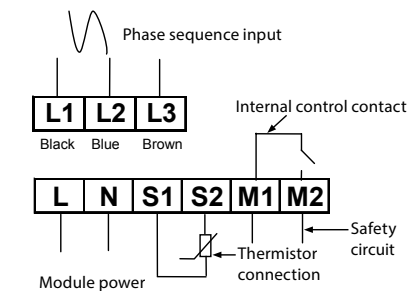 Phase sequence input
L1 L2 L3
Black Blue Brown
Internal control contact
L N S1 S2 M1 M2
Safety
circuit
Thermistor
connection
Module power